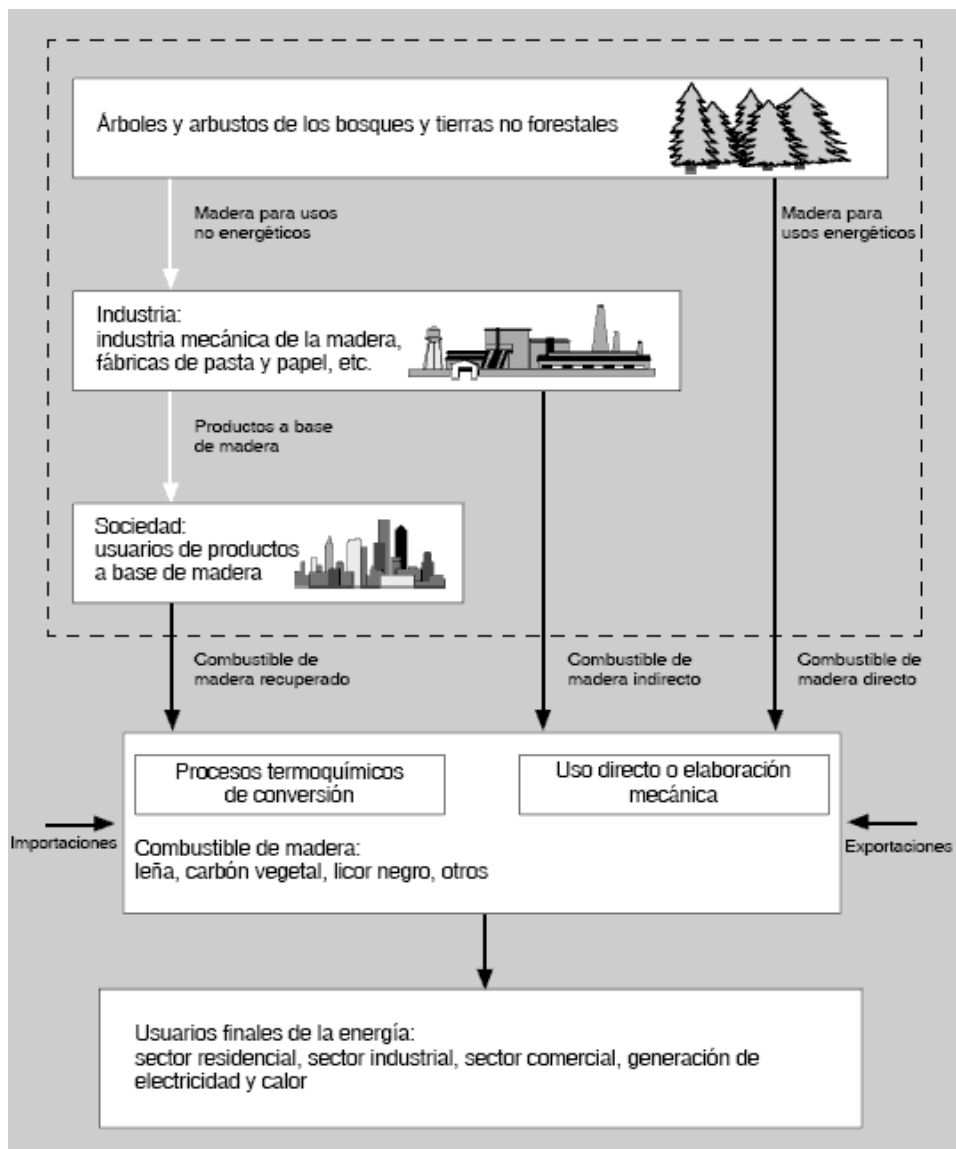 Árboles y arbustos de los bosques y tierras no forestales
Madera para usos
no energéticos
Madera para
usos energéticos
Industria:
industria mecánica de la madera,
fábricas de pasta y papel, etc.
Productos a base
de madera
Sociedad:
usuarios de productos
a base de madera
Combustible de
madera recuperado
Combustible de
madera indirecto
Combustible de
madera directo
Procesos termoquímicos
de conversión
Uso directo o elaboración
mecánica
Importaciones
Exportaciones
Combustible de madera:
leña, carbón vegetal, licor negro, otros
Usuarios finales de la energía:
sector residencial, sector industrial, sector comercial, generación de
electricidad y calor